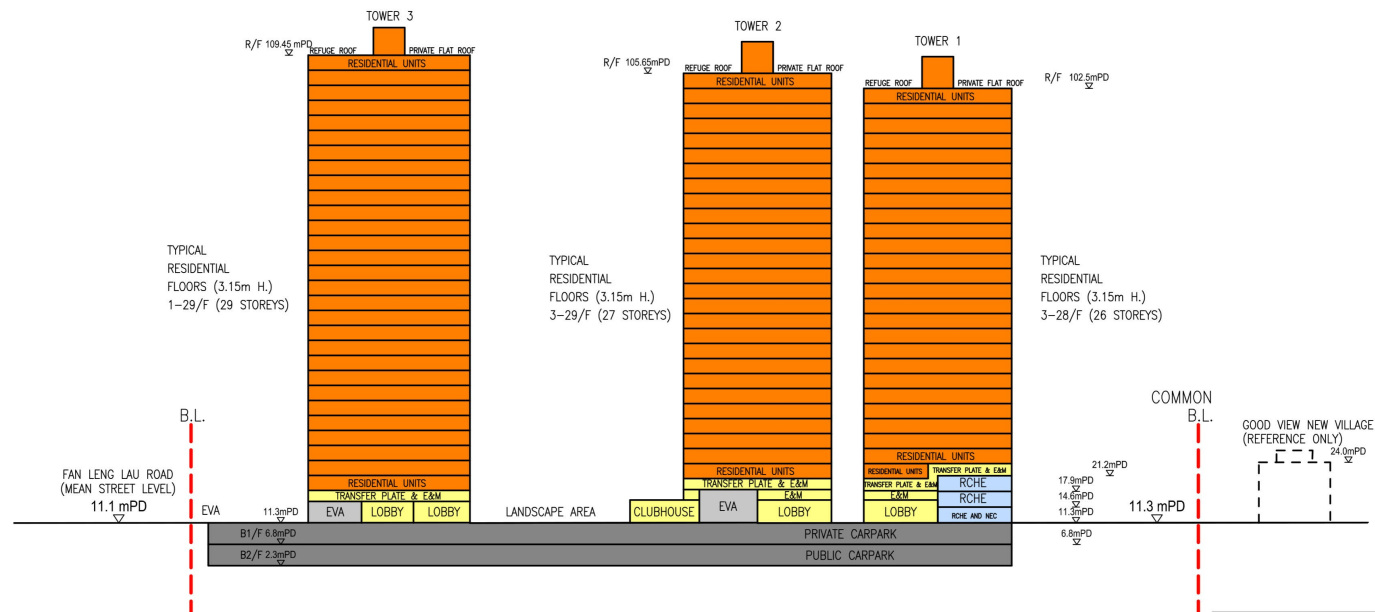 TOWER 3
R/F 109.45 mPD
REFUGE ROOF
PRIVATE FLAT ROOF
RESIDENTIAL UNITS
TOWER 2
R/F 105.65mPD
REFUGE ROOF
PRIVATE FLAT ROOF
RESIDENTIAL UNITS
TOWER 1
REFUGE ROOF
PRIVATE FLAT ROOF
R/F 102.5mPD
RESIDENTIAL UNITS
TYPICAL
RESIDENTIAL
FLOORS (3.15m H.)
1-29/F (29 STOREYS)
TYPICAL
RESIDENTIAL
FLOORS (3.15m H.)
3-29/F (27 STOREYS)
TYPICAL
RESIDENTIAL
FLOORS (3.15m H.)
3-28/F (26 STOREYS)
B.L.
COMMON
B.L.
GOOD VIEW NEW VILLAGE
(REFERENCE ONLY)
24.0mPD
FAN LENG LAU ROAD
(MEAN STREET LEVEL)
11.1 mPD
EVA
11.3mPD
RESIDENTIAL UNITS
TRANSFER PLATE & E&M
EVA
LOBBY
LOBBY
LANDSCAPE AREA
CLUBHOUSE
RESIDENTIAL UNITS
TRANSFER PLATE & E&M
EVA
E&M
LOBBY
RESIDENTIAL UNITS
RESIDENTIAL UNITS
TRANSFER PLATE & E&M
TRANSFER PLATE & E&M
RCHE
E&M
RCHE
LOBBY
RCHE AND NEC
21.2mPD
17.9mPD
14.6mPD
11.3mPD
6.8mPD
11.3 mPD
B1/F 6.8mPD
PRIVATE CARPARK
B2/F 2.3mPD
PUBLIC CARPARK